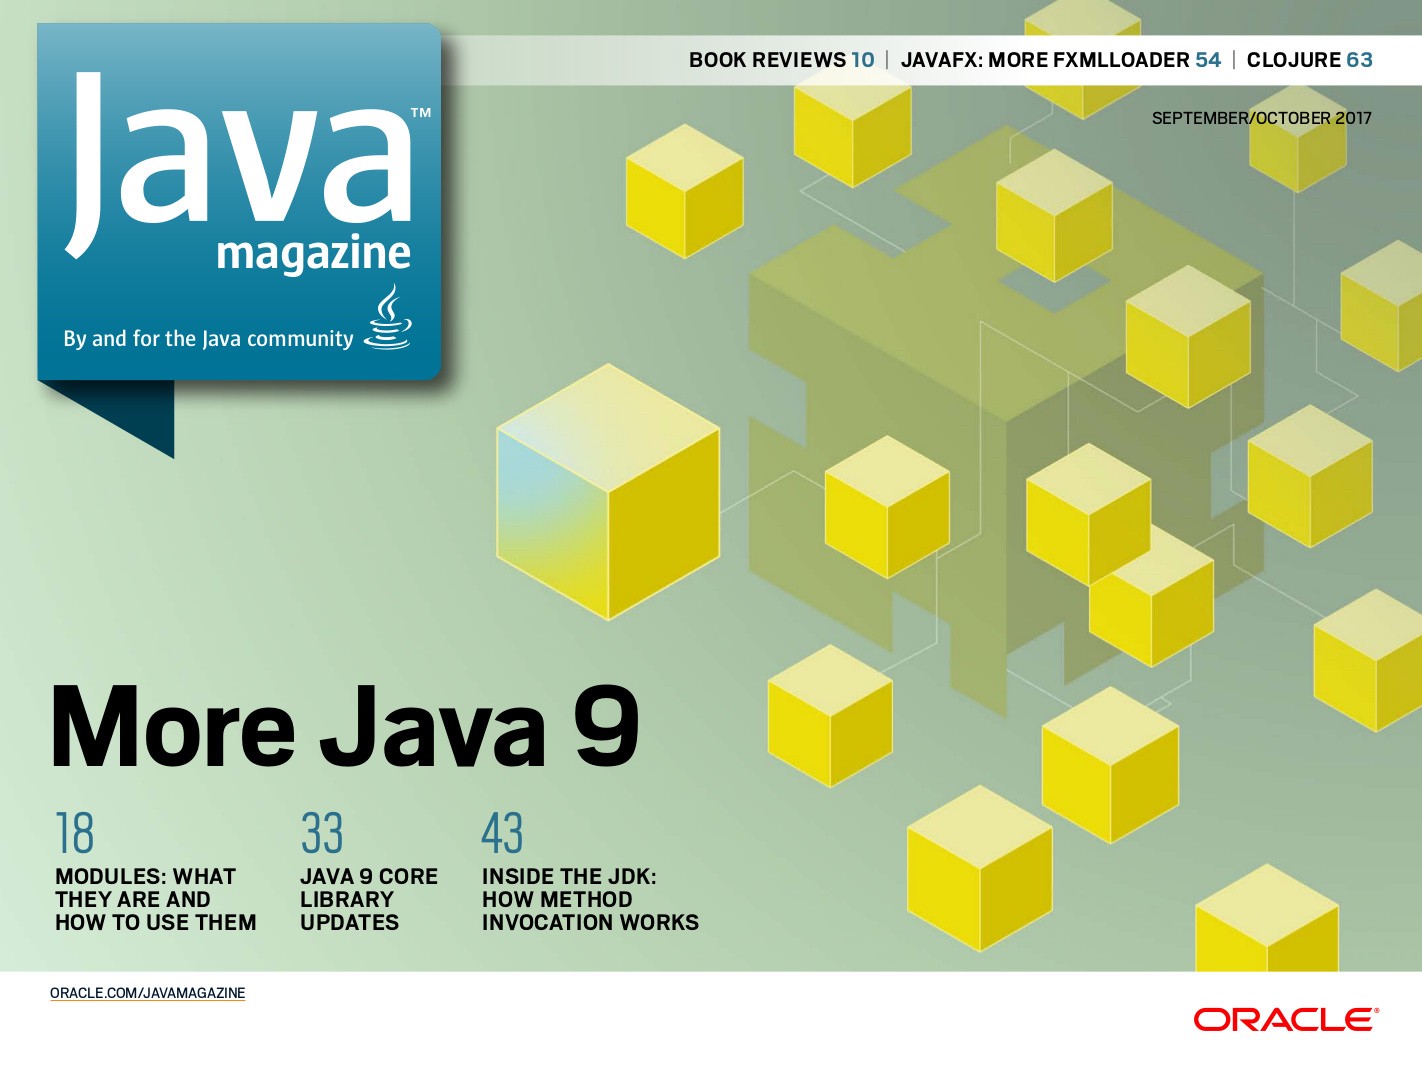 BOOK REVIEWS 10 | JAVAFX: MORE FXMLLOADER 54 | CLOJURE 63
SEPTEMBER/OCTOBER 2017
Java™
magazine
By and for the Java community
More Java 9
18
MODULES: WHAT
THEY ARE AND
HOW TO USE THEM
33
JAVA 9 CORE
LIBRARY
UPDATES
43
INSIDE THE JDK:
HOW METHOD
INVOCATION WORKS
ORACLE.COM/JAVAMAGAZINE
ORACLE®